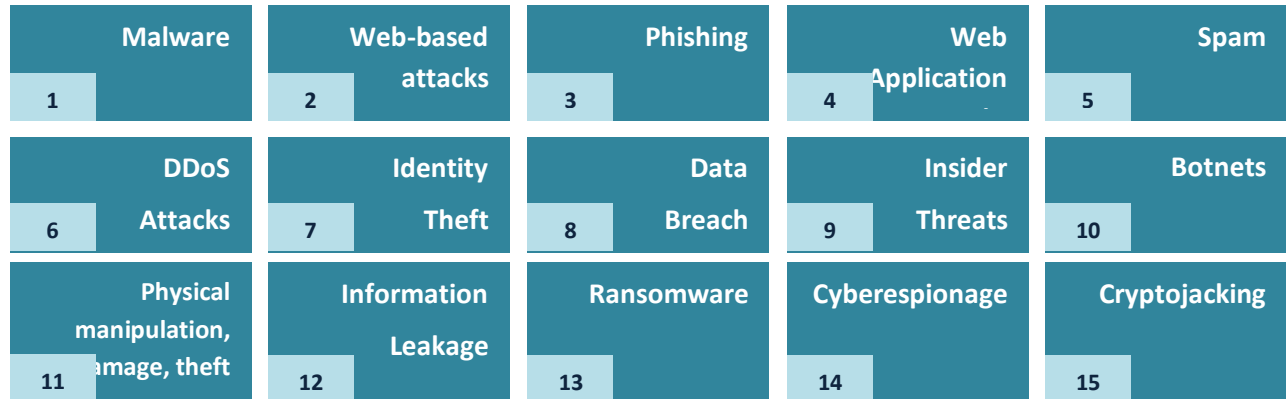 Malware
1
Web-based
attacks
2
Phishing
3
Web
Application
4
Spam
5
DDoS
Attacks
6
Identity
Theft
7
Data
Breach
8
Insider
Threats
9
Botnets
10
Physical
manipulation,
amage, theft
11
Information
Leakage
12
Ransomware
13
Cyberespionage
14
Cryptojacking
15